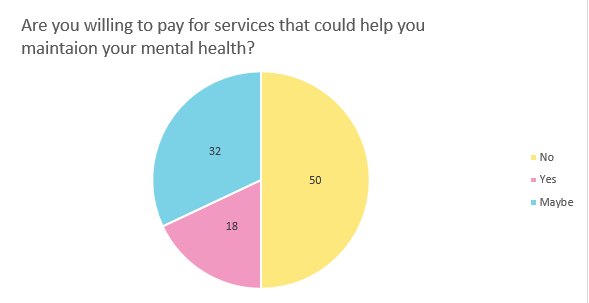 Are you willing to pay for services that could help you
maintaion your mental health?
32
50
18
No
Yes
Maybe